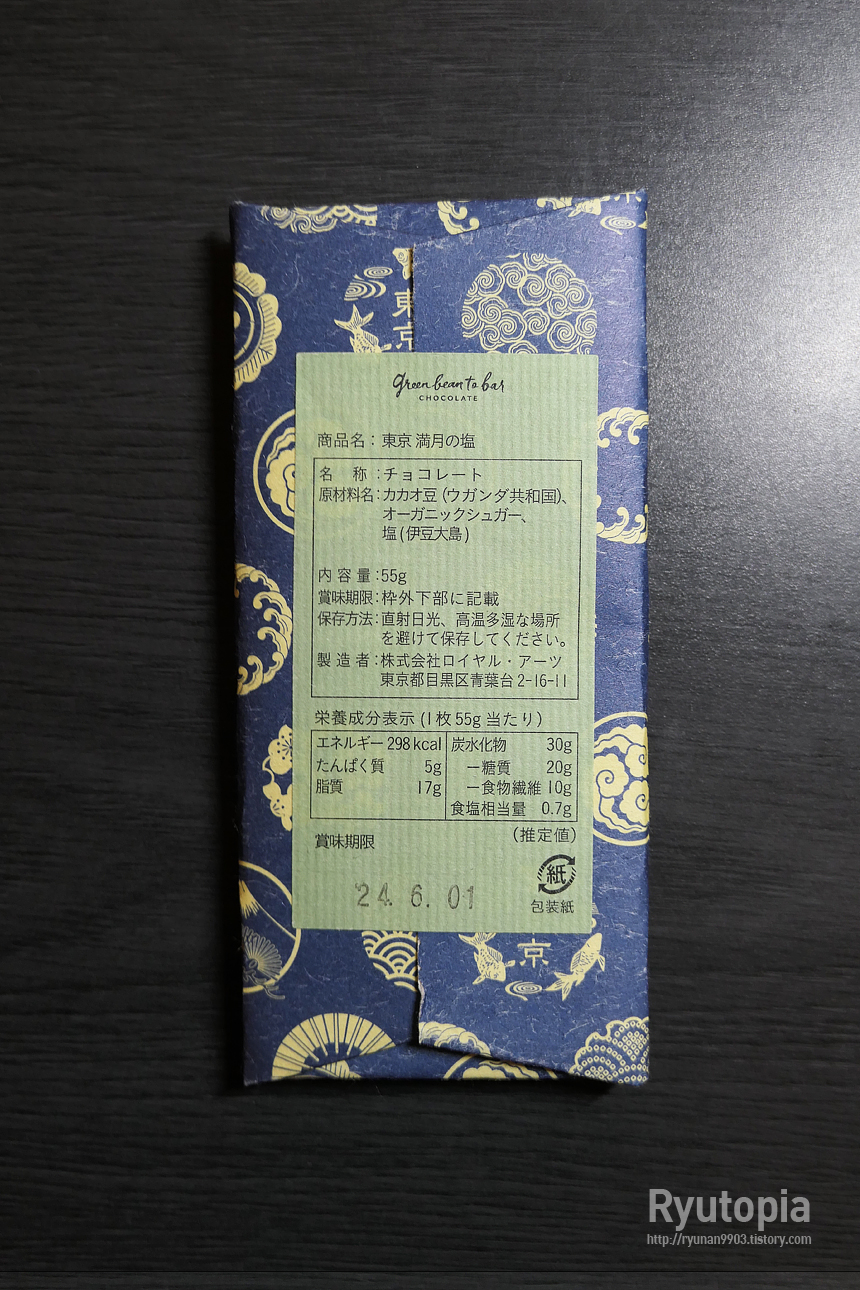 東
京
green bean to bar
CHOCOLATE
商品名：東京 満月の塩
名　称：チョコレート
原材料名：カカオ豆（ウガンダ共和国）、
オーガニックシュガー、
塩（伊豆大島）
内容量：55g
賞味期限：枠外下部に記載
保存方法：直射日光、高温多湿な場所
を避けて保存してください。
製造者：株式会社ロイヤル・アーツ
東京都目黒区青葉台2-16-11
栄養成分表示（1枚55g当たり）
エネルギー 298kcal 炭水化物 30g
たんぱく質 5g −糖質 20g
脂質 17g −食物繊維 10g
食塩相当量 0.7g
（推定値）
賞味期限
紙
24. 6. 01
包装紙
京
Ryutopia
http://ryunan9903.tistory.com